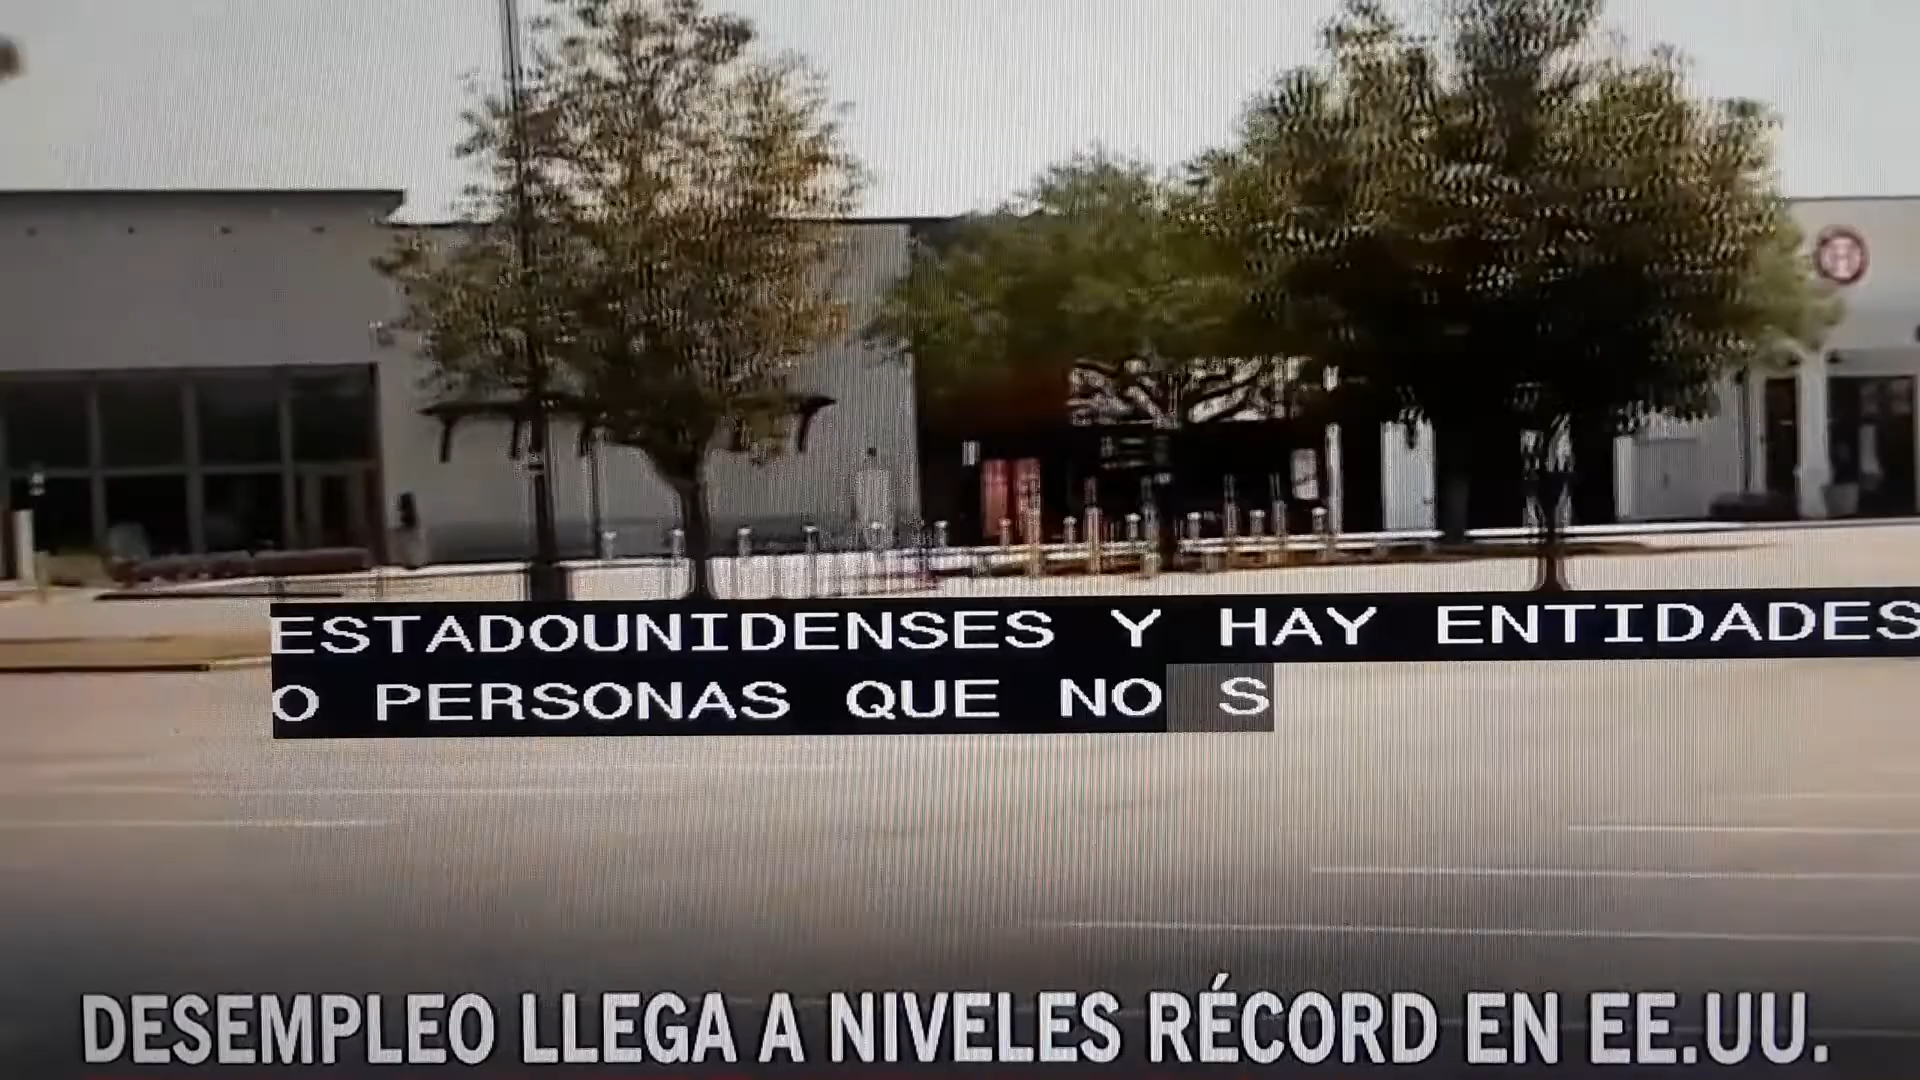 ESTADOUNIDENSES Y HAY ENTIDADES
O PERSONAS QUE NO S
DESEMPLEO LLEGA A NIVELES RÉCORD EN EE.UU.